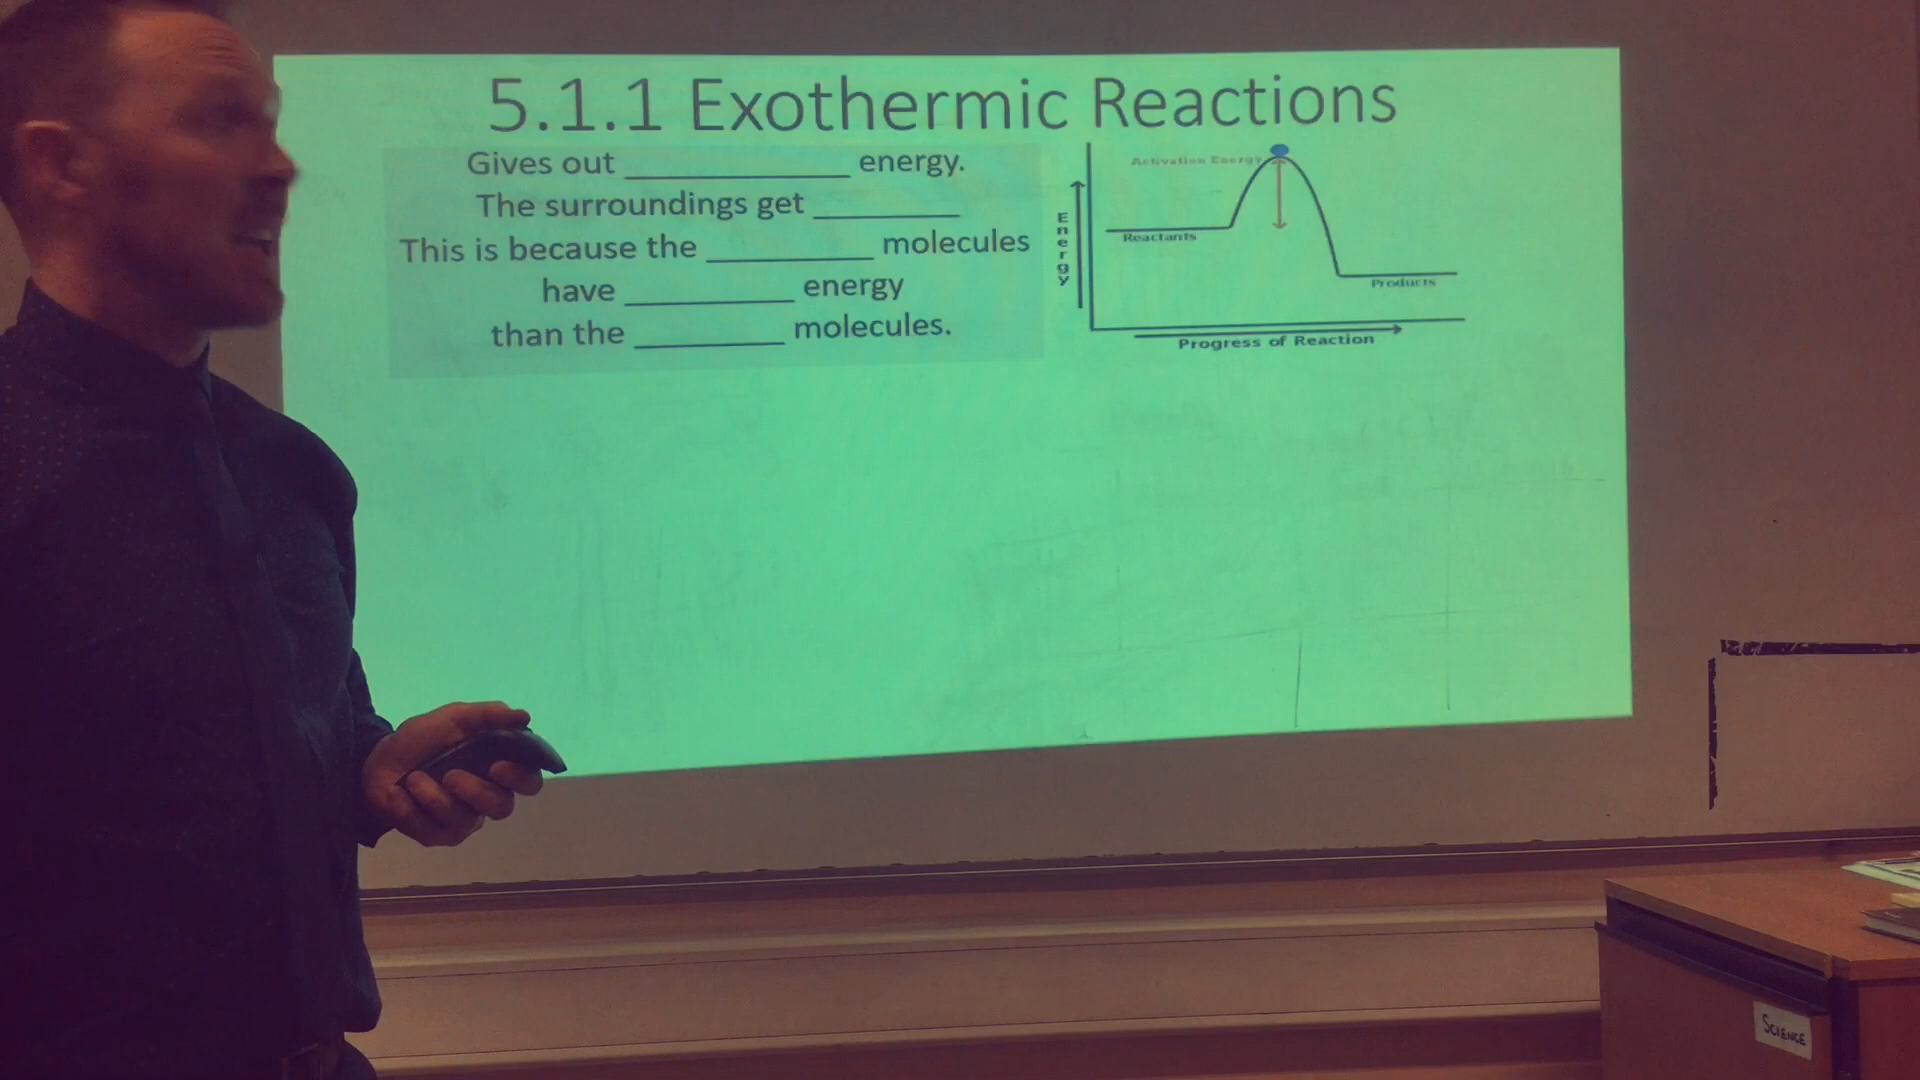 5.1.1 Exothermic Reactions
Gives out ____________ energy.
The surroundings get ________
This is because the _________ molecules
have _________ energy
than the ________ molecules.
Activation Energy
Energy
Reactants
Products
Progress of Reaction
SCIENCE